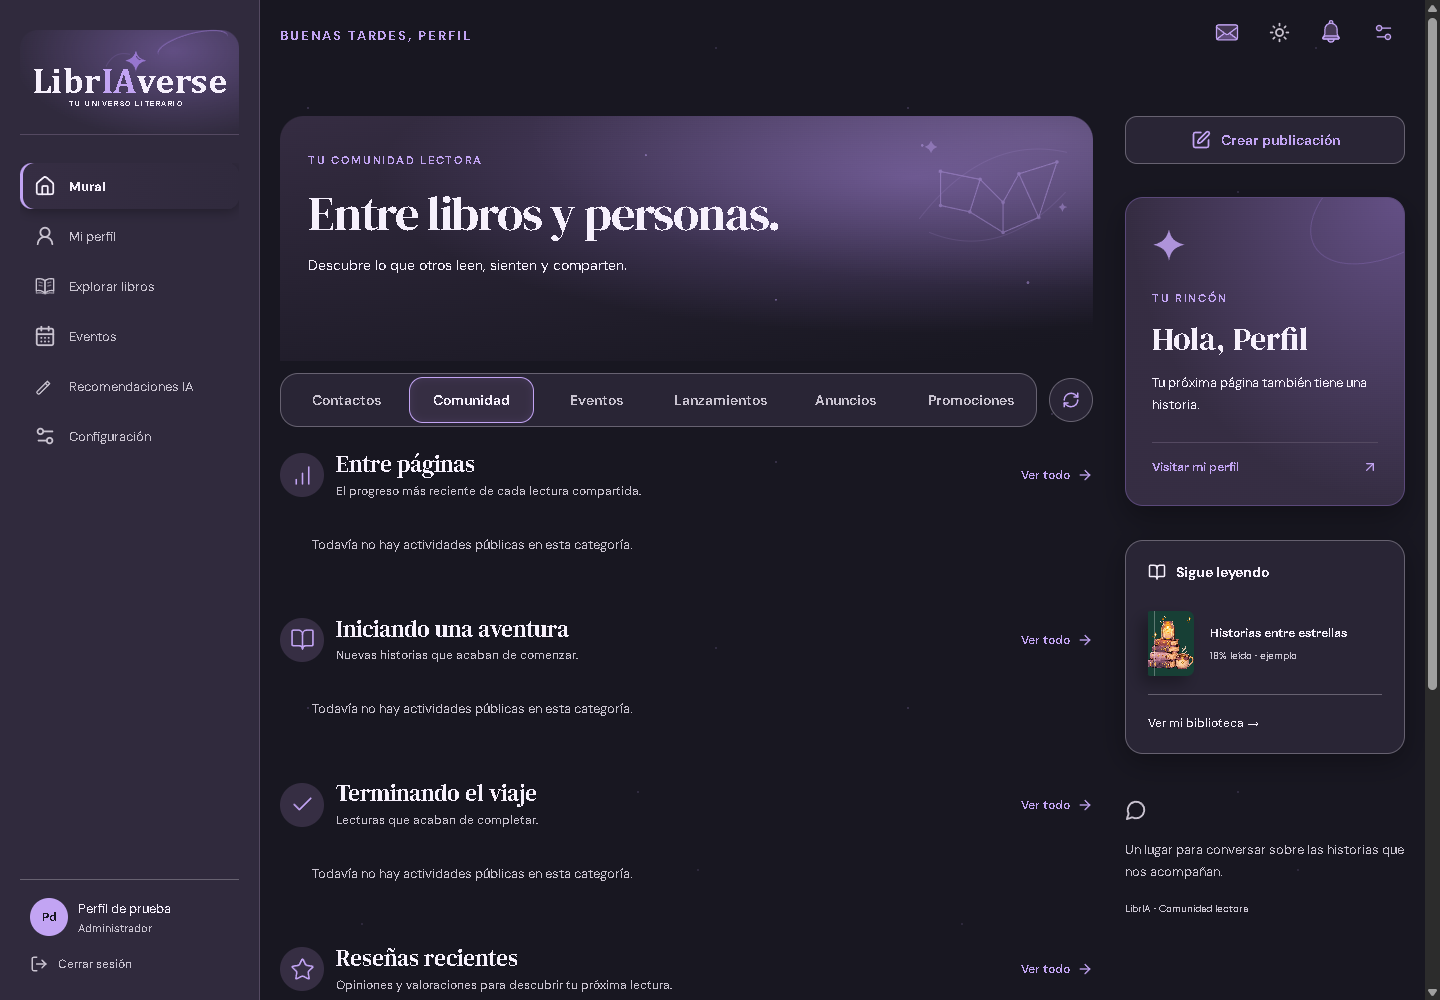 LibrIAverse
TU UNIVERSO LITERARIO
Mural
Mi perfil
Explorar libros
Eventos
Recomendaciones IA
Configuración
Pd
Perfil de prueba
Administrador
Cerrar sesión
BUENAS TARDES, PERFIL
TU COMUNIDAD LECTORA
Entre libros y personas.
Descubre lo que otros leen, sienten y comparten.
Contactos
Comunidad
Eventos
Lanzamientos
Anuncios
Promociones
Entre páginas
El progreso más reciente de cada lectura compartida.
Ver todo →
Todavía no hay actividades públicas en esta categoría.
Iniciando una aventura
Nuevas historias que acaban de comenzar.
Ver todo →
Todavía no hay actividades públicas en esta categoría.
Terminando el viaje
Lecturas que acaban de completar.
Ver todo →
Todavía no hay actividades públicas en esta categoría.
Reseñas recientes
Opiniones y valoraciones para descubrir tu próxima lectura.
Ver todo →
Crear publicación
TU RINCÓN
Hola, Perfil
Tu próxima página también tiene una
historia.
Visitar mi perfil
Sigue leyendo
Historias entre estrellas
18% leído · ejemplo
Ver mi biblioteca →
Un lugar para conversar sobre las historias que
nos acompañan.
LibrIA · Comunidad lectora